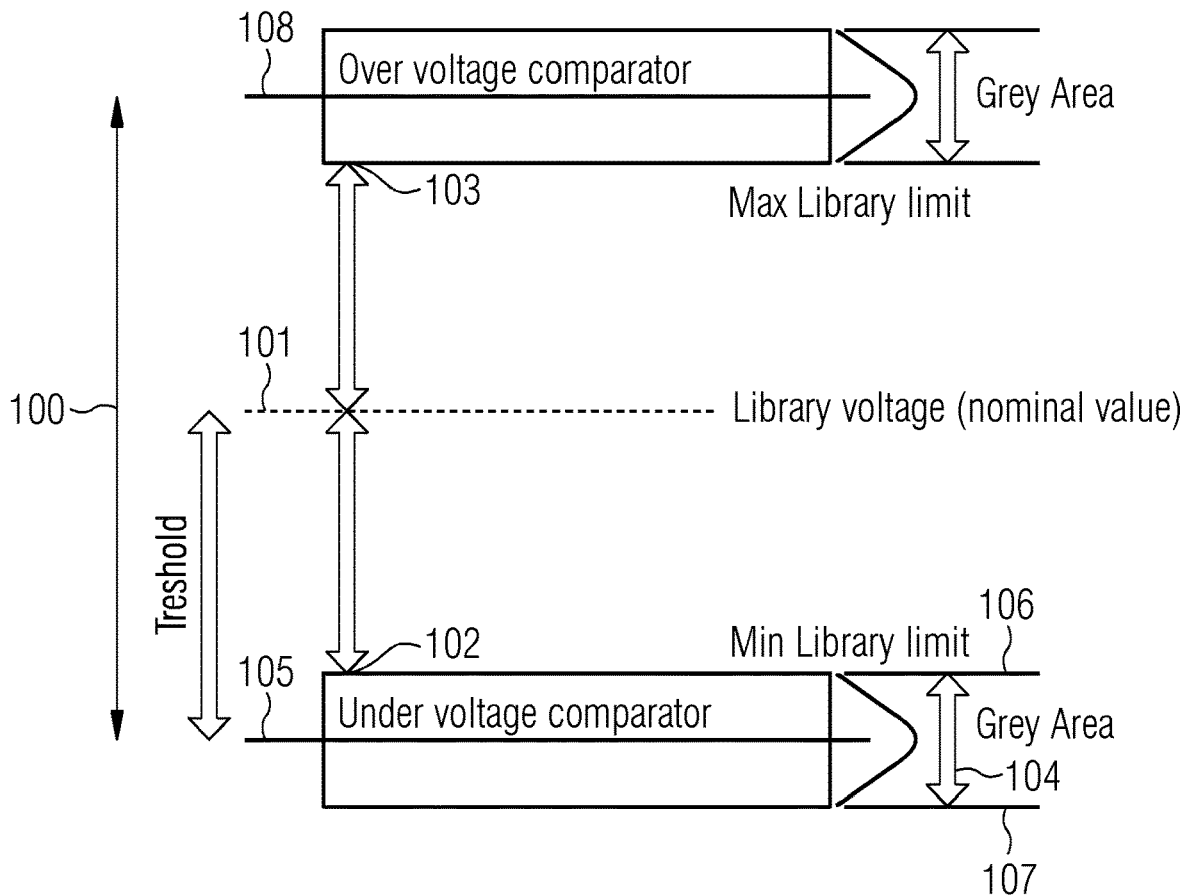 108
Over voltage comparator
Grey Area
103
Max Library limit
101
100
Library voltage (nominal value)
Treshold
106
102
Min Library limit
105
Under voltage comparator
Grey Area
104
107